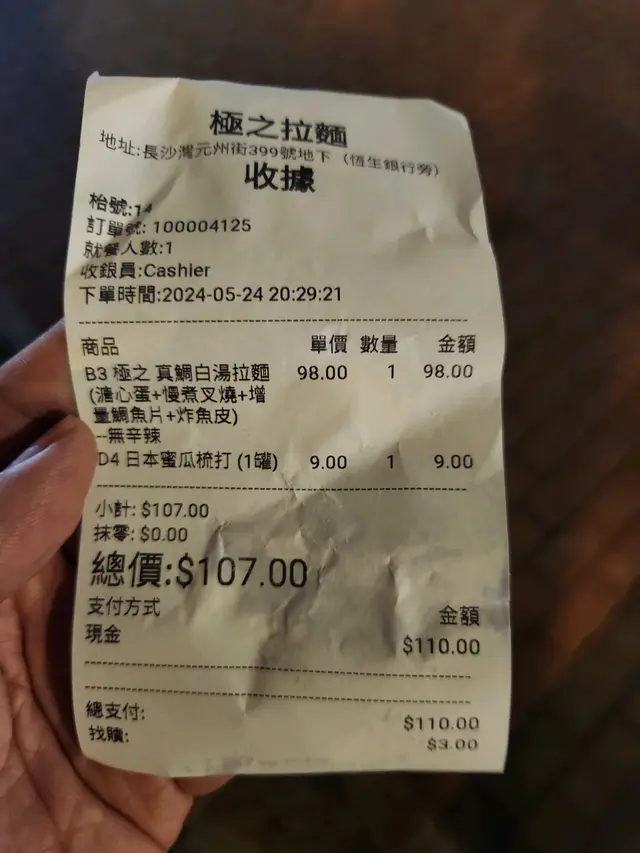 極之拉麵
地址:長沙灣元州街399號地下 (恆生銀行旁)
收據
枱號:14
訂單號: 100004125
就餐人數:1
收銀員:Cashier
下單時間:2024-05-24 20:29:21
商品 單價 數量 金額
B3 極之 真鯛白湯拉麵 98.00 1 98.00
(溏心蛋+慢煮叉燒+增
量鯛魚片+炸魚皮)
--無辛辣
D4 日本蜜瓜梳打 (1罐) 9.00 1 9.00
小計: $107.00
抹零: $0.00
總價:$107.00
支付方式 金額
現金 $110.00
總支付: $110.00
找贖: $3.00